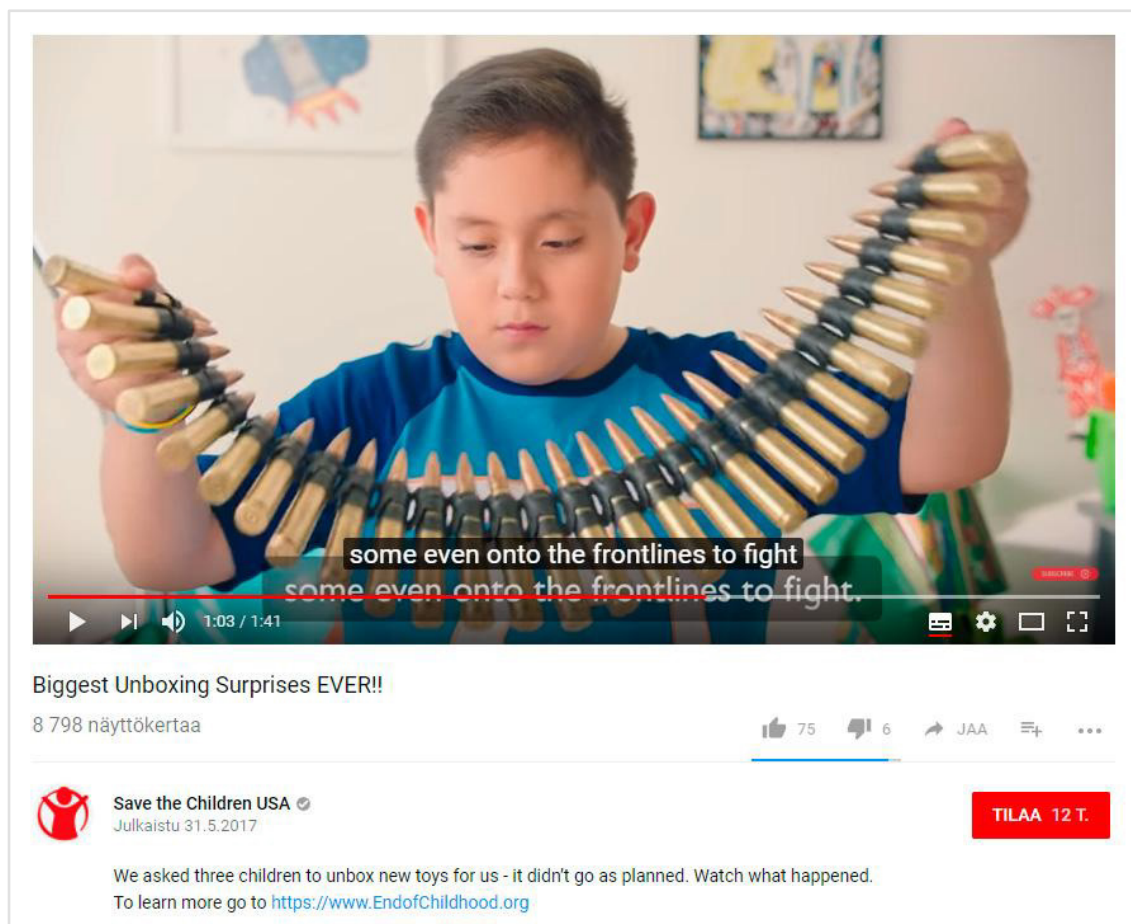 some even onto the frontlines to fight
some even onto the frontlines to fight.
SUBSCRIBE
1:03 / 1:41
Biggest Unboxing Surprises EVER!!
8 798 näyttökertaa
75
6
JAA
Save the Children USA
TILAA 12 T.
Julkaistu 31.5.2017
We asked three children to unbox new toys for us - it didn't go as planned. Watch what happened.
To learn more go to https://www.EndofChildhood.org